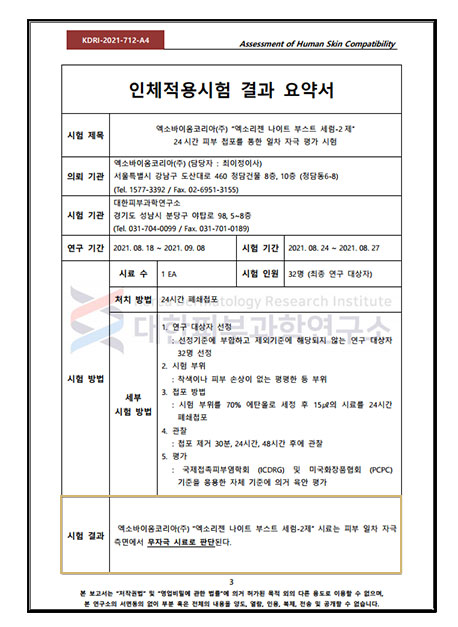 KDRI-2021-712-A4
Assessment of Human Skin Compatibility
인체적용시험 결과 요약서
시험 제목
엑소바이옴코리아(주) "엑소리젠 나이트 부스트 세럼-2제"
24시간 피부 첩포를 통한 일차 자극 평가 시험
의뢰 기관
엑소바이옴코리아(주) (담당자 : 최이정이사)
서울특별시 강남구 도산대로 460 청담건물 8층, 10층 (청담동6-8)
(Tel. 1577-3392 / Fax. 02-6951-3155)
시험 기관
대한피부과학연구소
경기도 성남시 분당구 야탑로 98, 5~8층
(Tel. 031-704-0099 / Fax. 031-701-0189)
연구 기간
2021. 08. 18 ~ 2021. 09. 08
시험 기간
2021. 08. 24 ~ 2021. 08. 27
시험 방법
시료 수
1 EA
시험 인원
32명 (최종 연구 대상자)
처치 방법
24시간 폐쇄첩포
Dermatology Research Institute
대한피부과학연구소
세부
시험 방법
1. 연구 대상자 선정
: 선정기준에 부합하고 제외기준에 해당되지 않는 연구 대상자
32명 선정
2. 시험 부위
: 착색이나 피부 손상이 없는 평평한 등 부위
3. 첩포 방법
: 시험 부위를 70% 에탄올로 세정 후 15㎕의 시료를 24시간
폐쇄첩포
4. 관찰
: 첩포 제거 30분, 24시간, 48시간 후에 관찰
5. 평가
: 국제접촉피부염학회 (ICDRG) 및 미국화장품협회 (PCPC)
기준을 응용한 자체 기준에 의거 육안 평가
시험 결과
엑소바이옴코리아(주) "엑소리젠 나이트 부스트 세럼-2제" 시료는 피부 일차 자극
측면에서 무자극 시료로 판단된다.
3
본 보고서는 "저작권법" 및 "영업비밀에 관한 법률"에 의거 허가된 목적 외의 다른 용도로 이용할 수 없으며,
본 연구소의 서면동의 없이 부분 혹은 전체의 내용을 양도, 열람, 인용, 복제, 전송 및 공개할 수 없습니다.